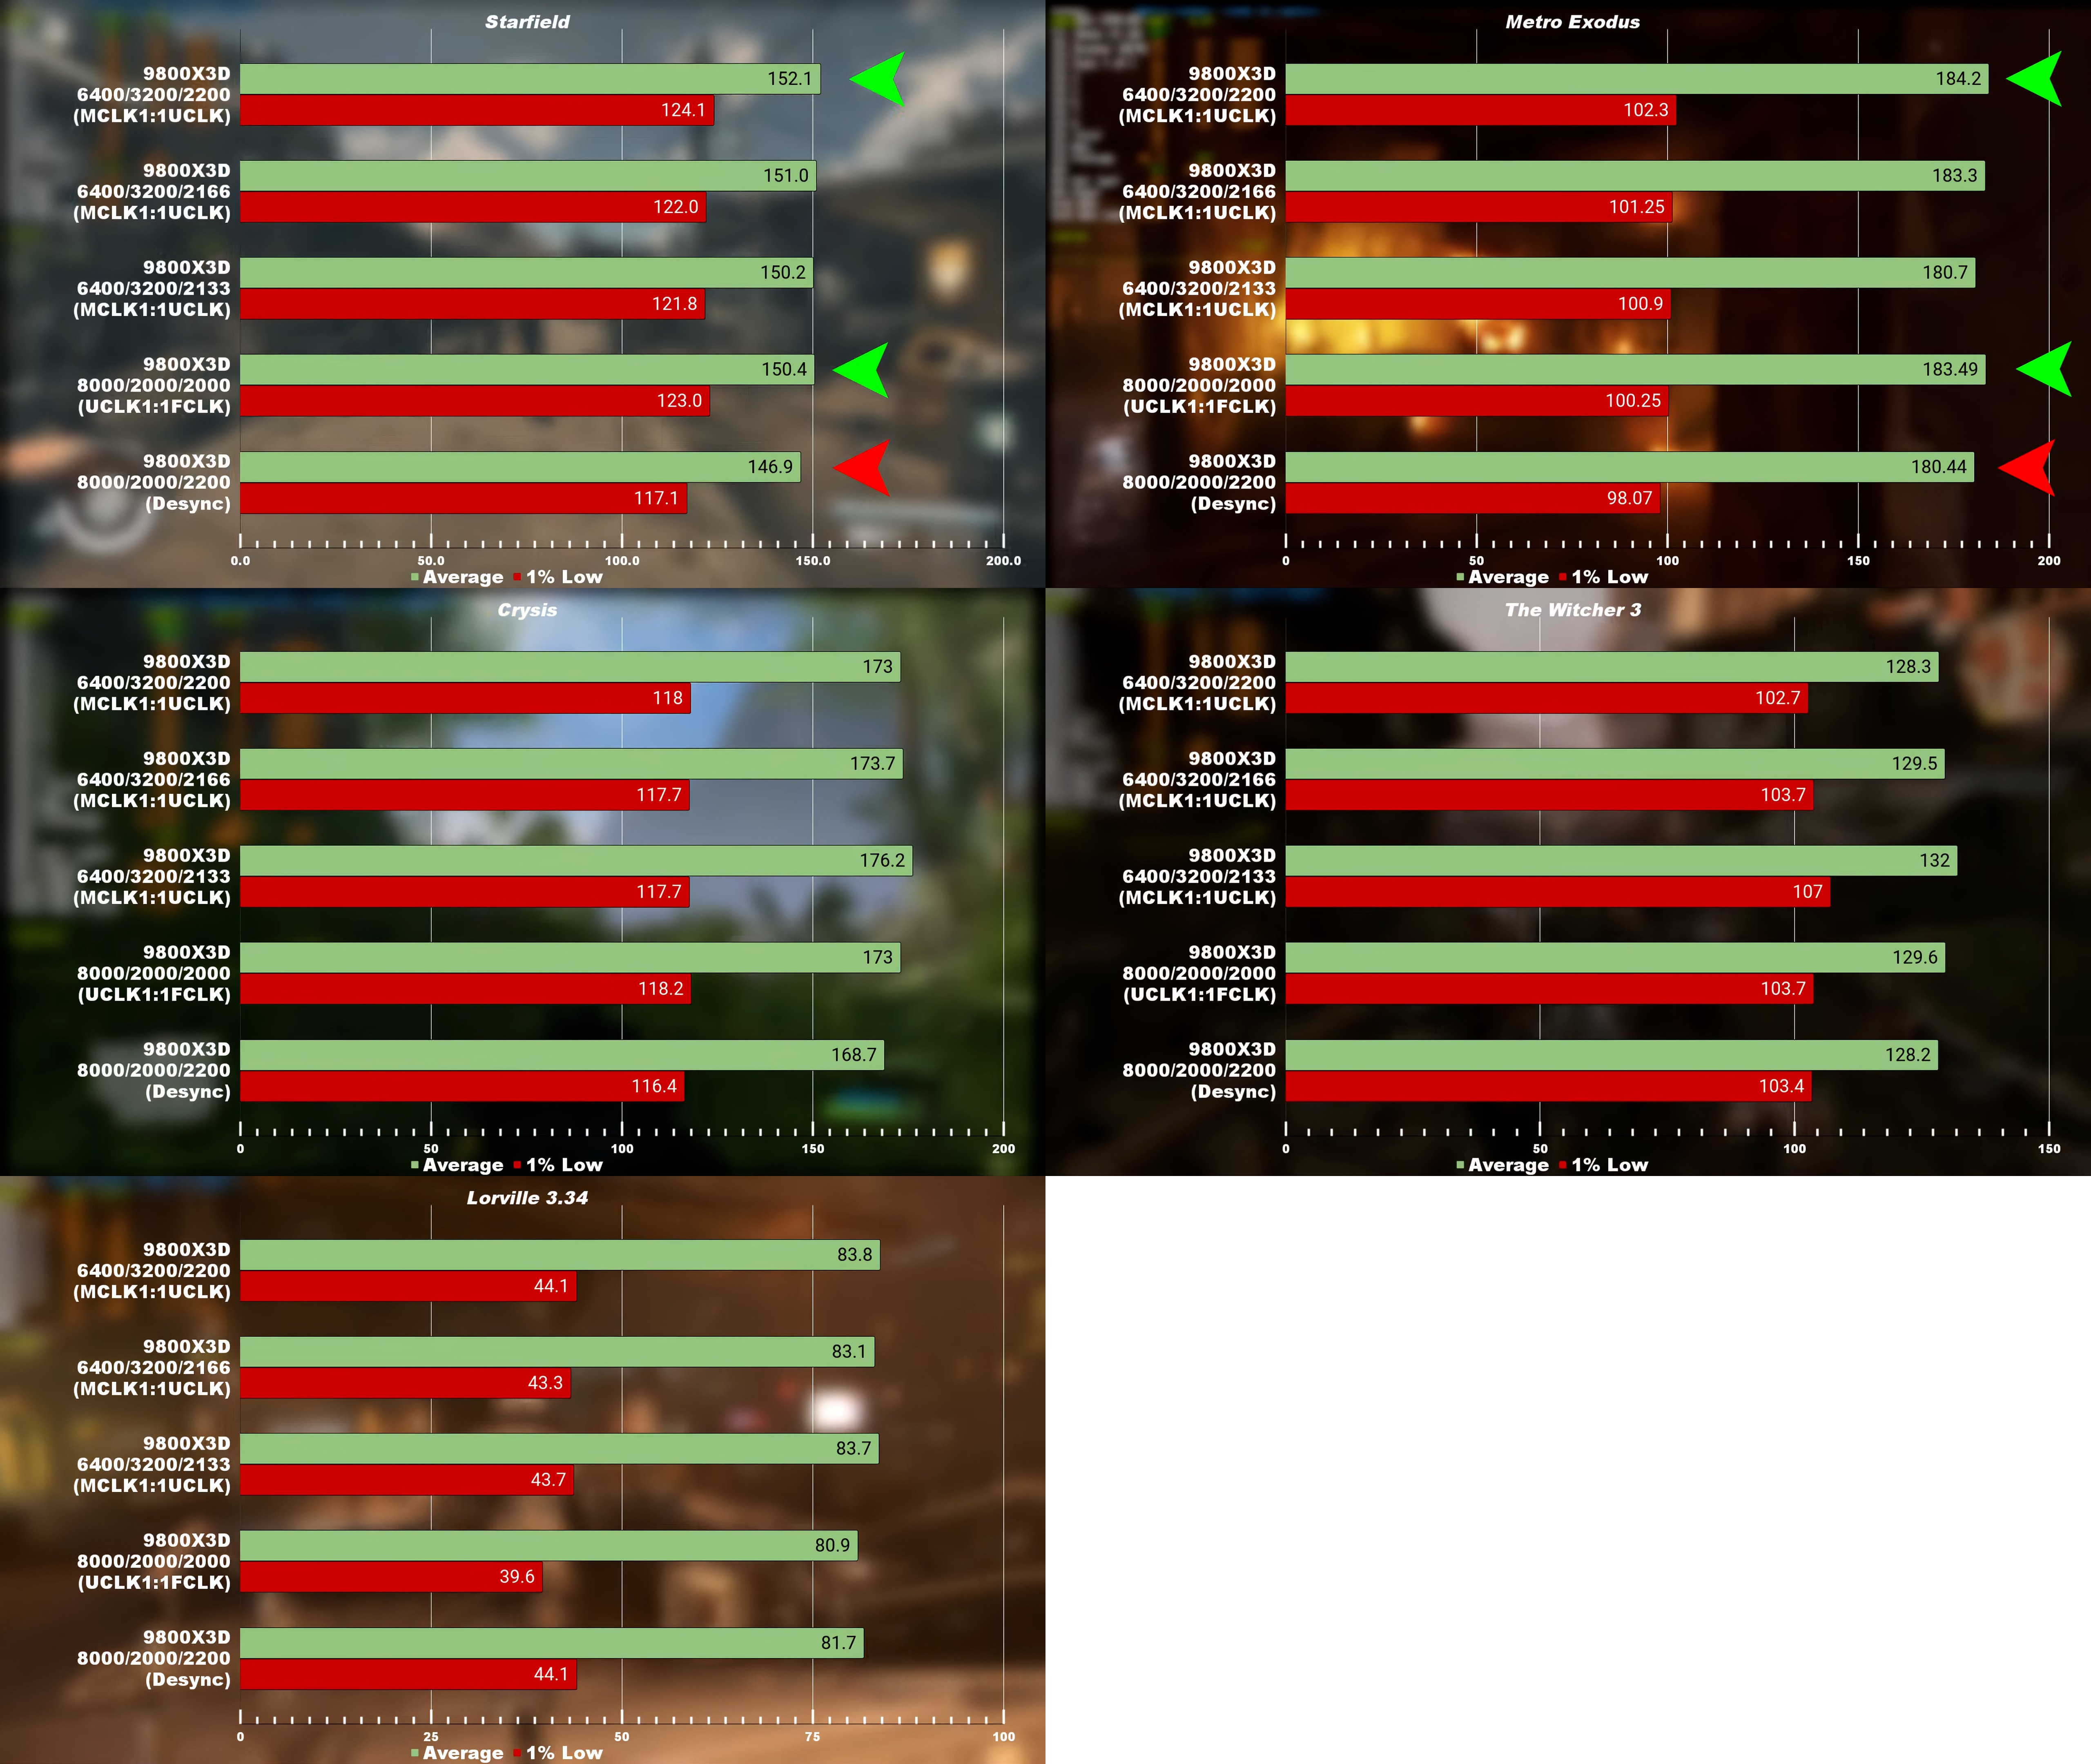 Starfield
9800X3D
6400/3200/2200
(MCLK1:1UCLK)
152.1
124.1
9800X3D
6400/3200/2166
(MCLK1:1UCLK)
151.0
122.0
9800X3D
6400/3200/2133
(MCLK1:1UCLK)
150.2
121.8
9800X3D
8000/2000/2000
(UCLK1:1FCLK)
150.4
123.0
9800X3D
8000/2000/2200
(Desync)
146.9
117.1
0.0 50.0 100.0 150.0 200.0
Average 1% Low
Metro Exodus
9800X3D
6400/3200/2200
(MCLK1:1UCLK)
184.2
102.3
9800X3D
6400/3200/2166
(MCLK1:1UCLK)
183.3
101.25
9800X3D
6400/3200/2133
(MCLK1:1UCLK)
180.7
100.9
9800X3D
8000/2000/2000
(UCLK1:1FCLK)
183.49
100.25
9800X3D
8000/2000/2200
(Desync)
180.44
98.07
0 50 100 150 200
Average 1% Low
Crysis
9800X3D
6400/3200/2200
(MCLK1:1UCLK)
173
118
9800X3D
6400/3200/2166
(MCLK1:1UCLK)
173.7
117.7
9800X3D
6400/3200/2133
(MCLK1:1UCLK)
176.2
117.7
9800X3D
8000/2000/2000
(UCLK1:1FCLK)
173
118.2
9800X3D
8000/2000/2200
(Desync)
168.7
116.4
0 50 100 150 200
Average 1% Low
The Witcher 3
9800X3D
6400/3200/2200
(MCLK1:1UCLK)
128.3
102.7
9800X3D
6400/3200/2166
(MCLK1:1UCLK)
129.5
103.7
9800X3D
6400/3200/2133
(MCLK1:1UCLK)
132
107
9800X3D
8000/2000/2000
(UCLK1:1FCLK)
129.6
103.7
9800X3D
8000/2000/2200
(Desync)
128.2
103.4
0 50 100 150
Average 1% Low
Lorville 3.34
9800X3D
6400/3200/2200
(MCLK1:1UCLK)
83.8
44.1
9800X3D
6400/3200/2166
(MCLK1:1UCLK)
83.1
43.3
9800X3D
6400/3200/2133
(MCLK1:1UCLK)
83.7
43.7
9800X3D
8000/2000/2000
(UCLK1:1FCLK)
80.9
39.6
9800X3D
8000/2000/2200
(Desync)
81.7
44.1
0 25 50 75 100
Average 1% Low